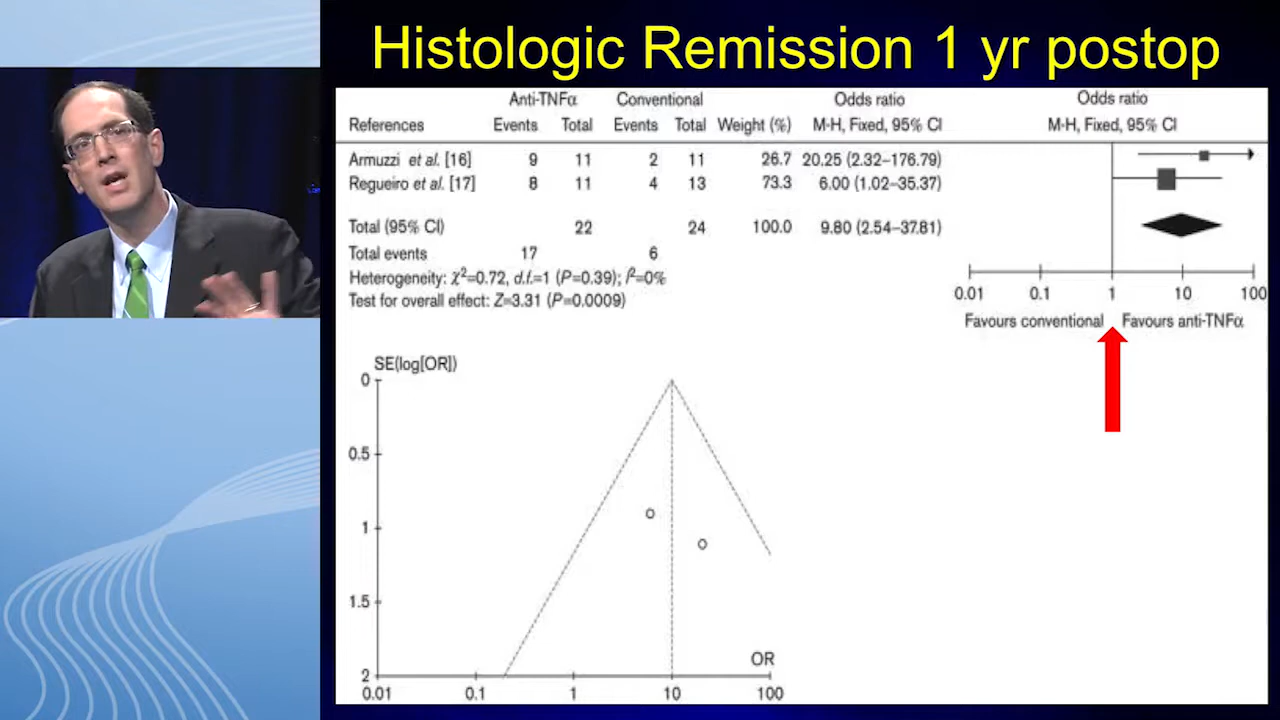 Histologic Remission 1 yr postop
Anti-TNFα Conventional Odds ratio Odds ratio
References Events Total Events Total Weight (%) M-H, Fixed, 95% CI M-H, Fixed, 95% CI
Armuzzi et al. [16] 9 11 2 11 26.7 20.25 (2.32–176.79)
Regueiro et al. [17] 8 11 4 13 73.3 6.00 (1.02–35.37)
Total (95% CI) 22 24 100.0 9.80 (2.54–37.81)
Total events 17 6
Heterogeneity: χ²=0.72, d.f.=1 (P=0.39); I²=0%
Test for overall effect: Z=3.31 (P=0.0009)
0.01 0.1 1 10 100
Favours conventional Favours anti-TNFα
SE(log[OR])
0
0.5
1
1.5
OR
2
0.01 0.1 1 10 100